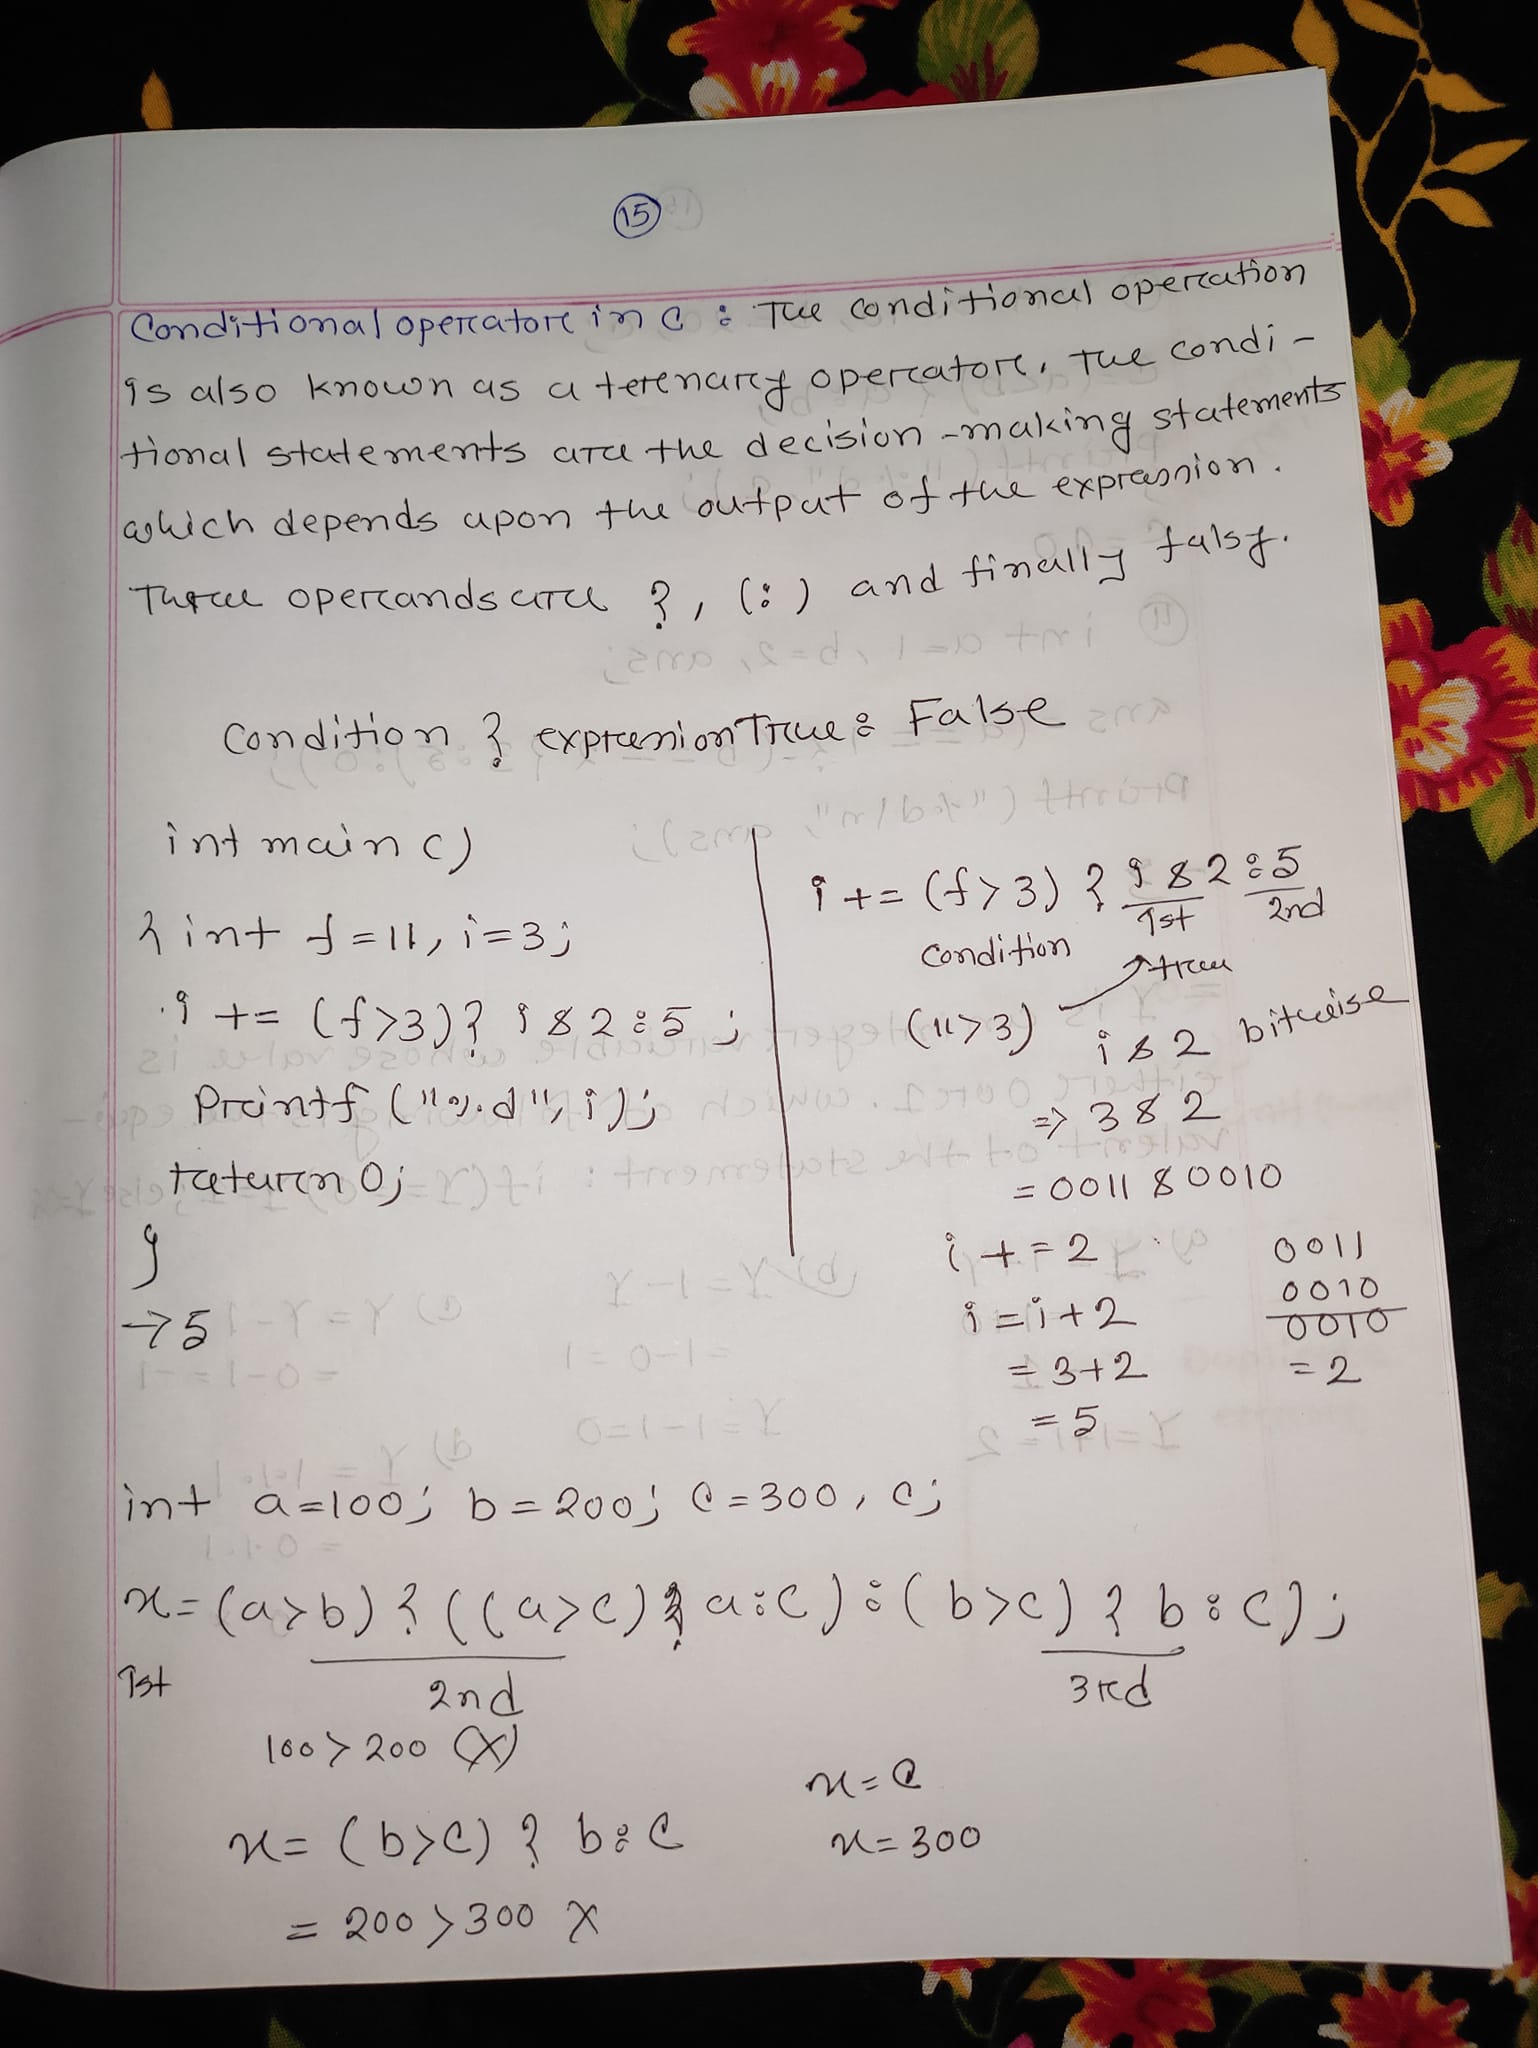 15
Conditional operator in C : The conditional operation
is also known as a ternary operator, The condi-
tional statements are the decision-making statements
which depends upon the output of the expression.
Three operands are ?, (:) and finally falsy.
Condition ? expression True : False
int main ()
{ int f = 11, i = 3;
i += (f>3)? i & 2 : 5 ;
Printf ("%d", i);
return 0;
}
→ 5
i += (f>3) ? i & 2 : 5
1st 2nd
condition
true
(11>3)
i & 2 bitwise
=> 3 & 2
= 0011 & 0010
i += 2
i = i + 2
= 3+2
= 5
0011
0010
0010
= 2
int a=100; b = 200; c = 300, c;
x = (a>b) ? ((a>c) ? a : c) : (b>c) ? b : c);
1st 2nd 3rd
100 > 200 (X)
x = (b>c) ? b : c
= 200 > 300 X
x = c
x = 300